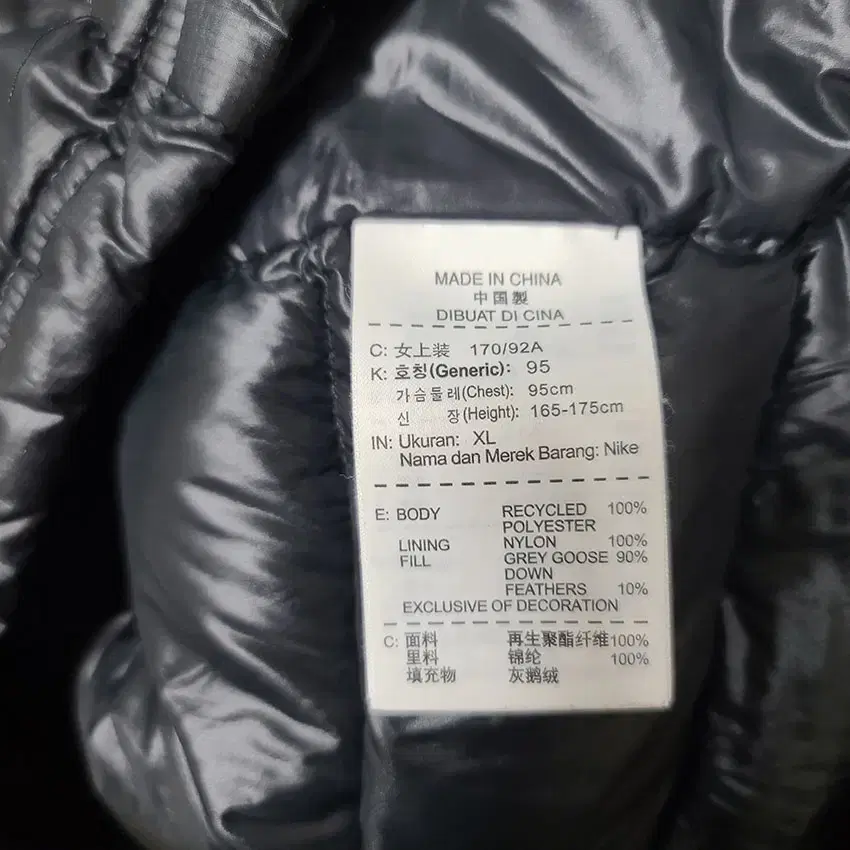 MADE IN CHINA
中国製
DIBUAT DI CINA
C: 女上装 170/92A
K: 호칭(Generic): 95
가슴둘레(Chest): 95cm
신 장(Height): 165-175cm
IN: Ukuran: XL
Nama dan Merek Barang: Nike
E: BODY RECYCLED 100%
POLYESTER
LINING NYLON 100%
FILL GREY GOOSE 90%
DOWN
FEATHERS 10%
EXCLUSIVE OF DECORATION
C: 面料 再生聚酯纤维100%
里料 锦纶 100%
填充物 灰鹅绒